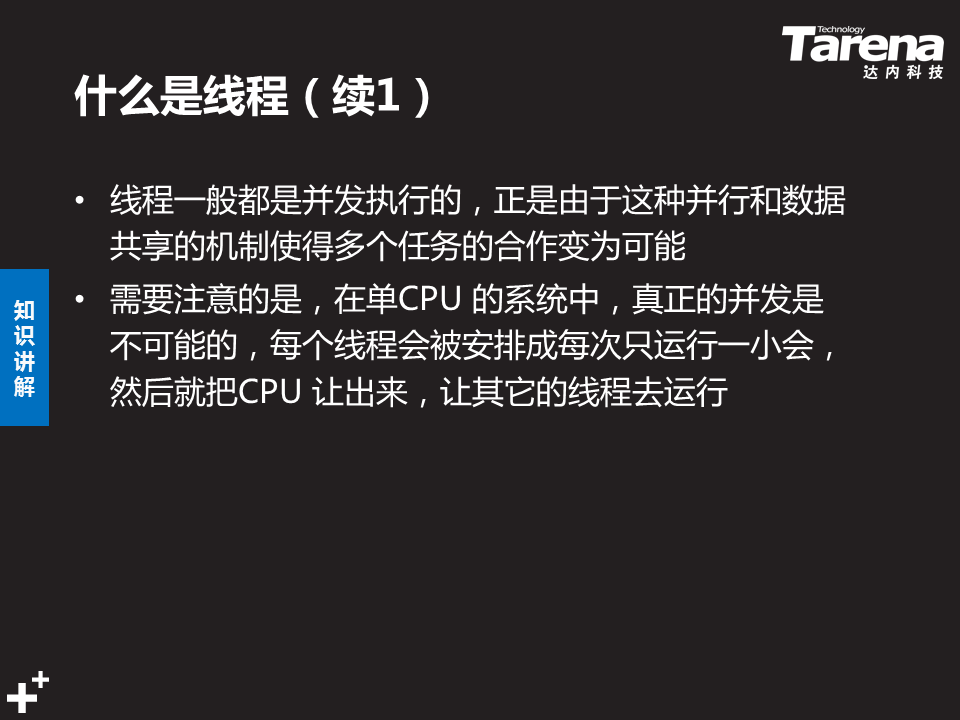 Technology
Tarena
达内科技
什么是线程（续1）
• 线程一般都是并发执行的，正是由于这种并行和数据
共享的机制使得多个任务的合作变为可能
• 需要注意的是，在单CPU 的系统中，真正的并发是
不可能的，每个线程会被安排成每次只运行一小会，
然后就把CPU 让出来，让其它的线程去运行
知
识
讲
解